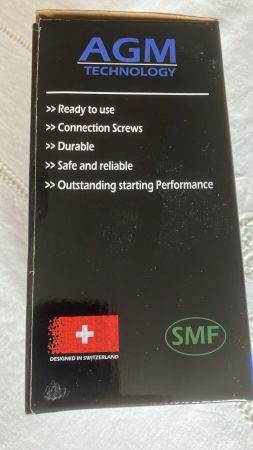 AGM
TECHNOLOGY
>> Ready to use
>> Connection Screws
>> Durable
>> Safe and reliable
>> Outstanding starting Performance
SMF
DESIGNED IN SWITZERLAND